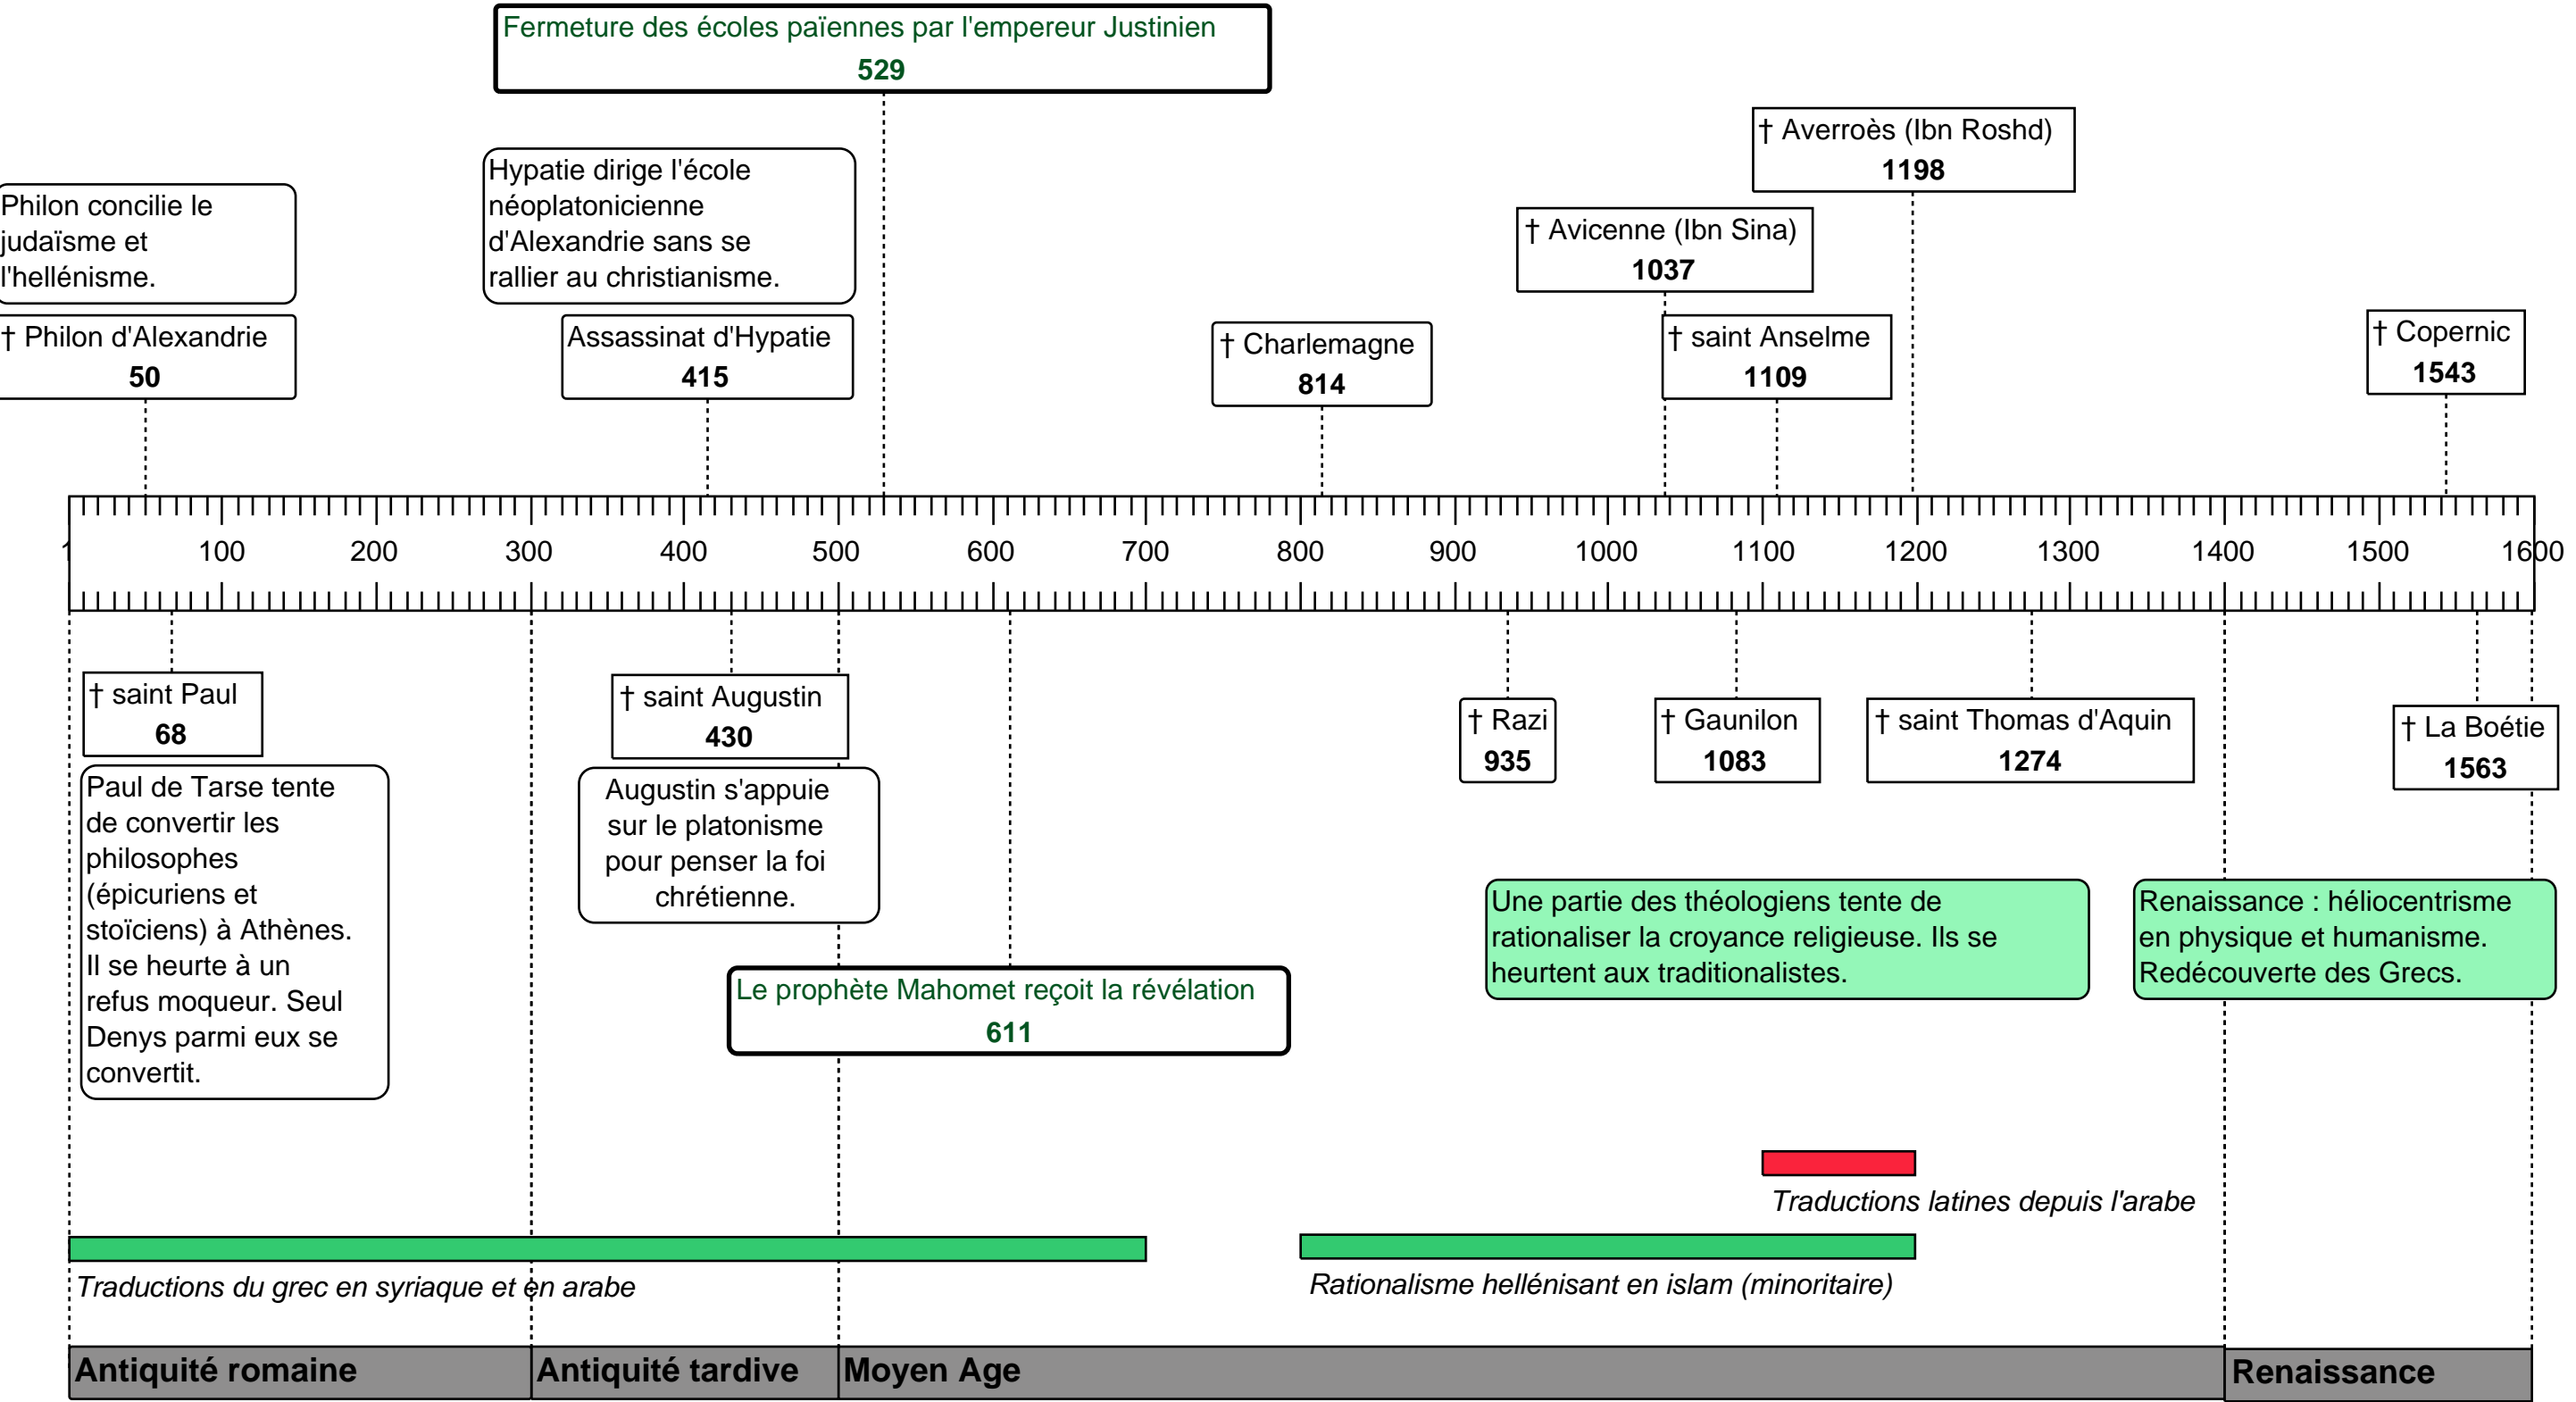 Fermeture des écoles païennes par l'empereur Justinien
529
† Averroès (Ibn Roshd)
1198
Hypatie dirige l'école
néoplatonicienne
d'Alexandrie sans se
rallier au christianisme.
Philon concilie le
judaïsme et
l'hellénisme.
† Avicenne (Ibn Sina)
1037
† Philon d'Alexandrie
50
Assassinat d'Hypatie
415
† Charlemagne
814
† saint Anselme
1109
† Copernic
1543
1 100 200 300 400 500 600 700 800 900 1000 1100 1200 1300 1400 1500 1600
† saint Paul
68
† saint Augustin
430
† Razi
935
† Gaunilon
1083
† saint Thomas d'Aquin
1274
† La Boétie
1563
Paul de Tarse tente
de convertir les
philosophes
(épicuriens et
stoïciens) à Athènes.
Il se heurte à un
refus moqueur. Seul
Denys parmi eux se
convertit.
Augustin s'appuie
sur le platonisme
pour penser la foi
chrétienne.
Une partie des théologiens tente de
rationaliser la croyance religieuse. Ils se
heurtent aux traditionalistes.
Renaissance : héliocentrisme
en physique et humanisme.
Redécouverte des Grecs.
Le prophète Mahomet reçoit la révélation
611
Traductions latines depuis l'arabe
Traductions du grec en syriaque et en arabe
Rationalisme hellénisant en islam (minoritaire)
Antiquité romaine
Antiquité tardive
Moyen Age
Renaissance